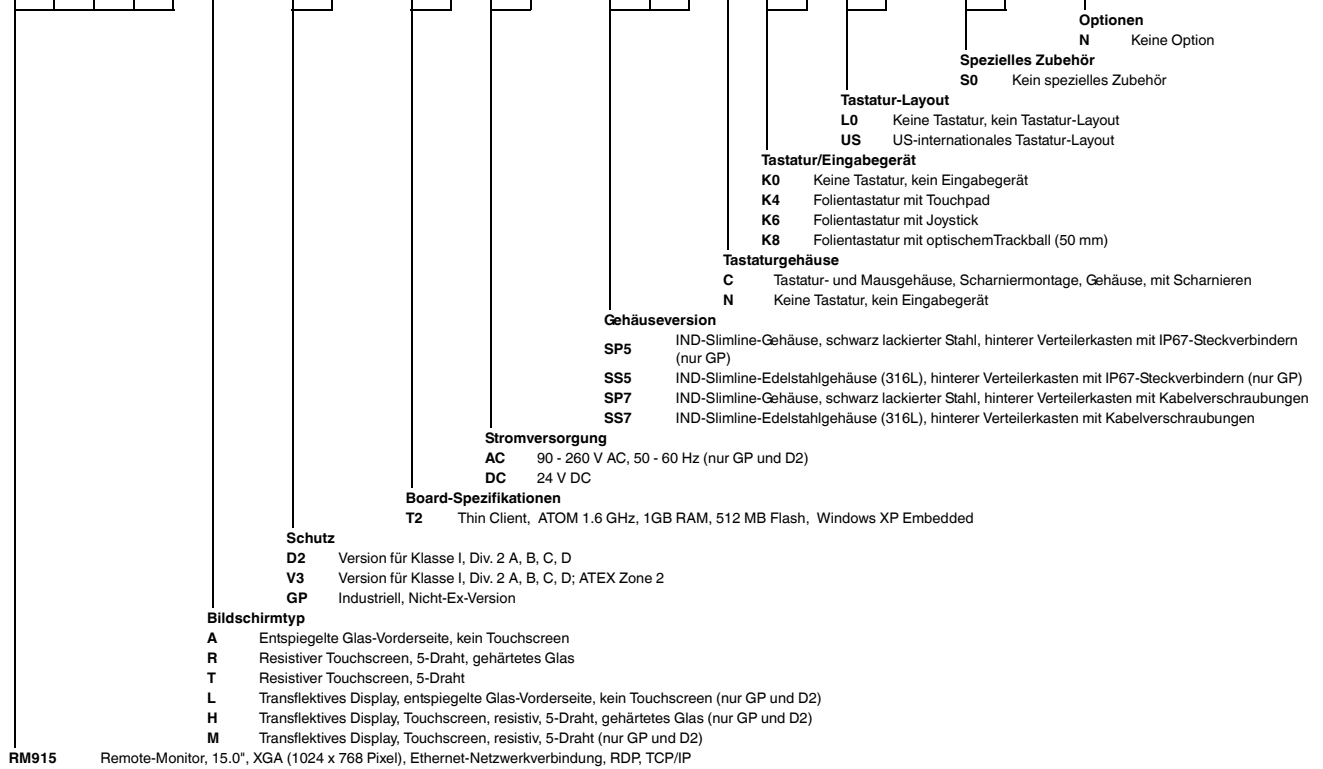 Optionen
N Keine Option
Spezielles Zubehör
S0 Kein spezielles Zubehör
Tastatur-Layout
L0 Keine Tastatur, kein Tastatur-Layout
US US-internationales Tastatur-Layout
Tastatur/Eingabegerät
K0 Keine Tastatur, kein Eingabegerät
K4 Folientastatur mit Touchpad
K6 Folientastatur mit Joystick
K8 Folientastatur mit optischemTrackball (50 mm)
Tastaturgehäuse
C Tastatur- und Mausgehäuse, Scharniermontage, Gehäuse, mit Scharnieren
N Keine Tastatur, kein Eingabegerät
Gehäuseversion
SP5 IND-Slimline-Gehäuse, schwarz lackierter Stahl, hinterer Verteilerkasten mit IP67-Steckverbindern
(nur GP)
SS5 IND-Slimline-Edelstahlgehäuse (316L), hinterer Verteilerkasten mit IP67-Steckverbindern (nur GP)
SP7 IND-Slimline-Gehäuse, schwarz lackierter Stahl, hinterer Verteilerkasten mit Kabelverschraubungen
SS7 IND-Slimline-Edelstahlgehäuse (316L), hinterer Verteilerkasten mit Kabelverschraubungen
Stromversorgung
AC 90 - 260 V AC, 50 - 60 Hz (nur GP und D2)
DC 24 V DC
Board-Spezifikationen
T2 Thin Client, ATOM 1.6 GHz, 1GB RAM, 512 MB Flash, Windows XP Embedded
Schutz
D2 Version für Klasse I, Div. 2 A, B, C, D
V3 Version für Klasse I, Div. 2 A, B, C, D; ATEX Zone 2
GP Industriell, Nicht-Ex-Version
Bildschirmtyp
A Entspiegelte Glas-Vorderseite, kein Touchscreen
R Resistiver Touchscreen, 5-Draht, gehärtetes Glas
T Resistiver Touchscreen, 5-Draht
L Transflektives Display, entspiegelte Glas-Vorderseite, kein Touchscreen (nur GP und D2)
H Transflektives Display, Touchscreen, resistiv, 5-Draht, gehärtetes Glas (nur GP und D2)
M Transflektives Display, Touchscreen, resistiv, 5-Draht (nur GP und D2)
RM915 Remote-Monitor, 15.0", XGA (1024 x 768 Pixel), Ethernet-Netzwerkverbindung, RDP, TCP/IP